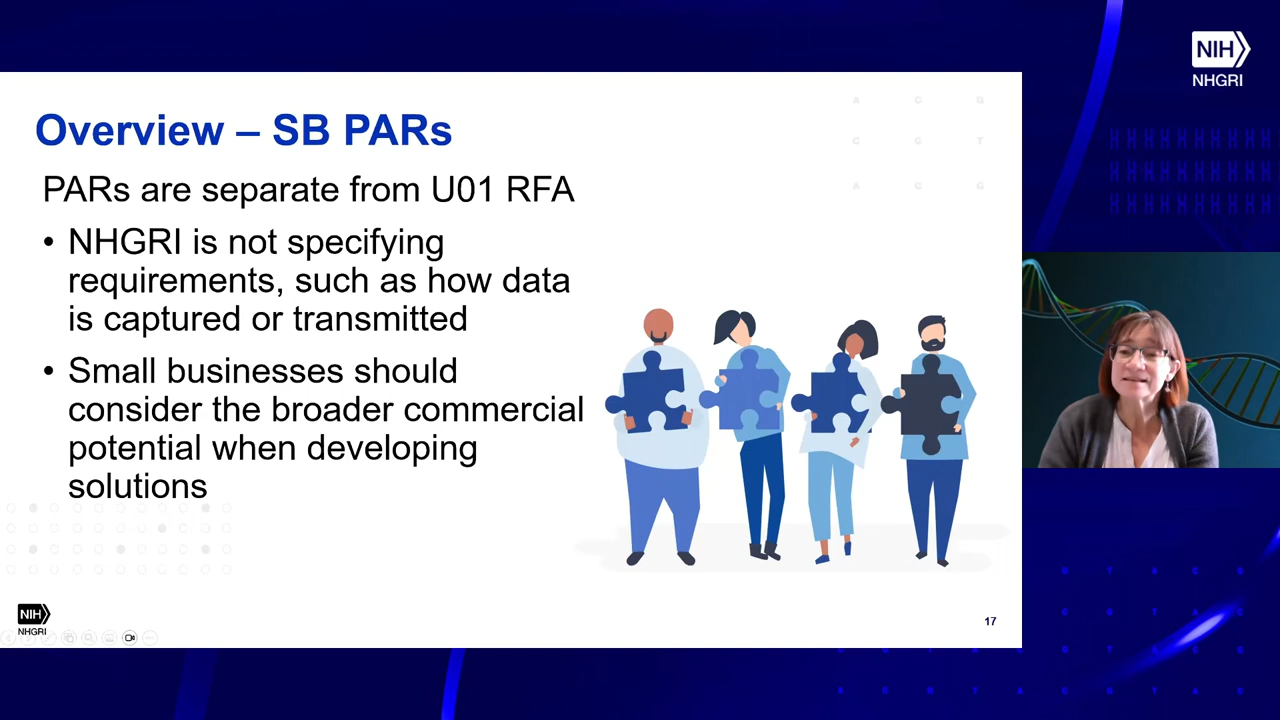 NIH
NHGRI
Overview – SB PARs
PARs are separate from U01 RFA
• NHGRI is not specifying
requirements, such as how data
is captured or transmitted
• Small businesses should
consider the broader commercial
potential when developing
solutions
NIH
NHGRI
17